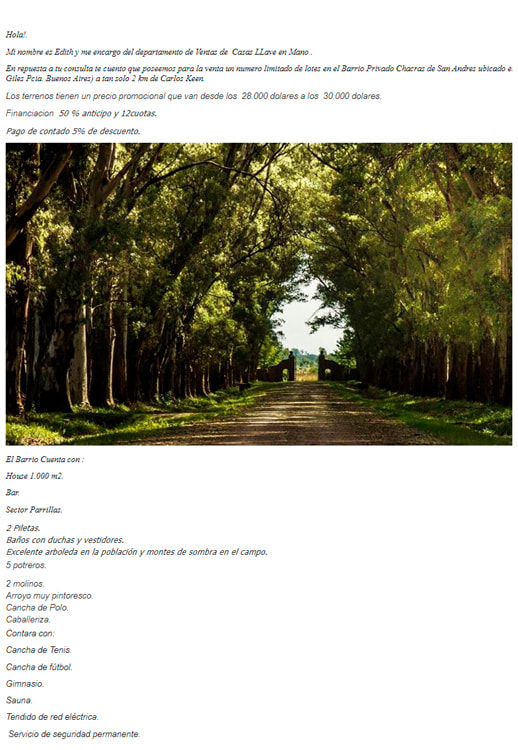 Hola!.
Mi nombre es Edith y me encargo del departamento de Ventas de Casas LLave en Mano .
En repuesta a tu consulta te cuento que poseemos para la venta un numero limitado de lotes en el Barrio Privado Chacras de San Andres ubicado e
Giles Pcia. Buenos Aires) a tan solo 2 km de Carlos Keen.
Los terrenos tienen un precio promocional que van desde los 28.000 dolares a los 30.000 dolares.
Financiacion 50 % anticipo y 12cuotas.
Pago de contado 5% de descuento.
El Barrio Cuenta con :
House 1.000 m2.
Bar.
Sector Parrillas.
2 Piletas.
Baños con duchas y vestidores.
Excelente arboleda en la población y montes de sombra en el campo.
5 potreros.
2 molinos.
Arroyo muy pintoresco.
Cancha de Polo.
Caballeriza.
Contara con:
Cancha de Tenis.
Cancha de fútbol.
Gimnasio.
Sauna.
Tendido de red eléctrica.
Servicio de seguridad permanente.